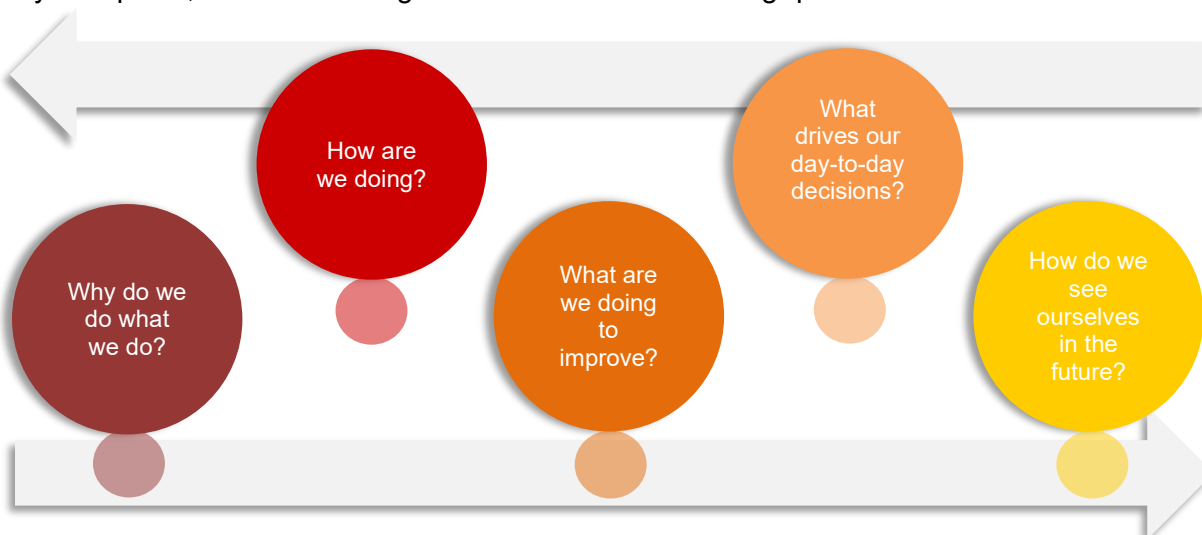 Why do we
do what
we do?
How are
we doing?
What are
we doing
to
improve?
What
drives our
day-to-day
decisions?
How do we
see
ourselves
in the
future?